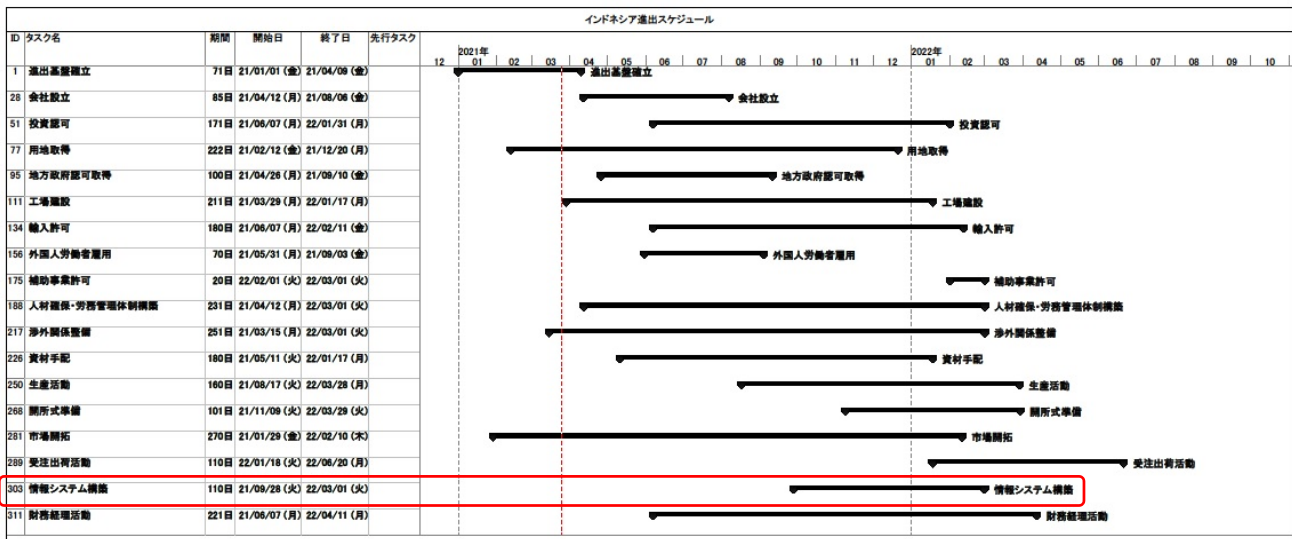 インドネシア進出スケジュール
ID タスク名 期間 開始日 終了日 先行タスク
2021年 2022年
12 01 02 03 04 05 06 07 08 09 10 11 12 01 02 03 04 05 06 07 08 09 10
1 進出基盤確立 71日 21/01/01 (金) 21/04/09 (金) 進出基盤確立
28 会社設立 85日 21/04/12 (月) 21/08/06 (金) 会社設立
51 投資認可 171日 21/06/07 (月) 22/01/31 (月) 投資認可
77 用地取得 222日 21/02/12 (金) 21/12/20 (月) 用地取得
95 地方政府認可取得 100日 21/04/26 (月) 21/09/10 (金) 地方政府認可取得
111 工場建設 211日 21/03/29 (月) 22/01/17 (月) 工場建設
134 輸入許可 180日 21/06/07 (月) 22/02/11 (金) 輸入許可
156 外国人労働者雇用 70日 21/05/31 (月) 21/09/03 (金) 外国人労働者雇用
175 補助事業許可 20日 22/02/01 (火) 22/03/01 (火) 補助事業許可
188 人材確保・労務管理体制構築 231日 21/04/12 (月) 22/03/01 (火) 人材確保・労務管理体制構築
217 渉外関係整備 251日 21/03/15 (月) 22/03/01 (火) 渉外関係整備
226 資材手配 180日 21/05/11 (火) 22/01/17 (月) 資材手配
250 生産活動 160日 21/08/17 (火) 22/03/28 (月) 生産活動
268 開所式準備 101日 21/11/09 (火) 22/03/29 (火) 開所式準備
281 市場開拓 270日 21/01/29 (金) 22/02/10 (木) 市場開拓
289 受注出荷活動 110日 22/01/18 (火) 22/06/20 (月) 受注出荷活動
303 情報システム構築 110日 21/09/28 (火) 22/03/01 (火) 情報システム構築
311 財務経理活動 221日 21/06/07 (月) 22/04/11 (月) 財務経理活動